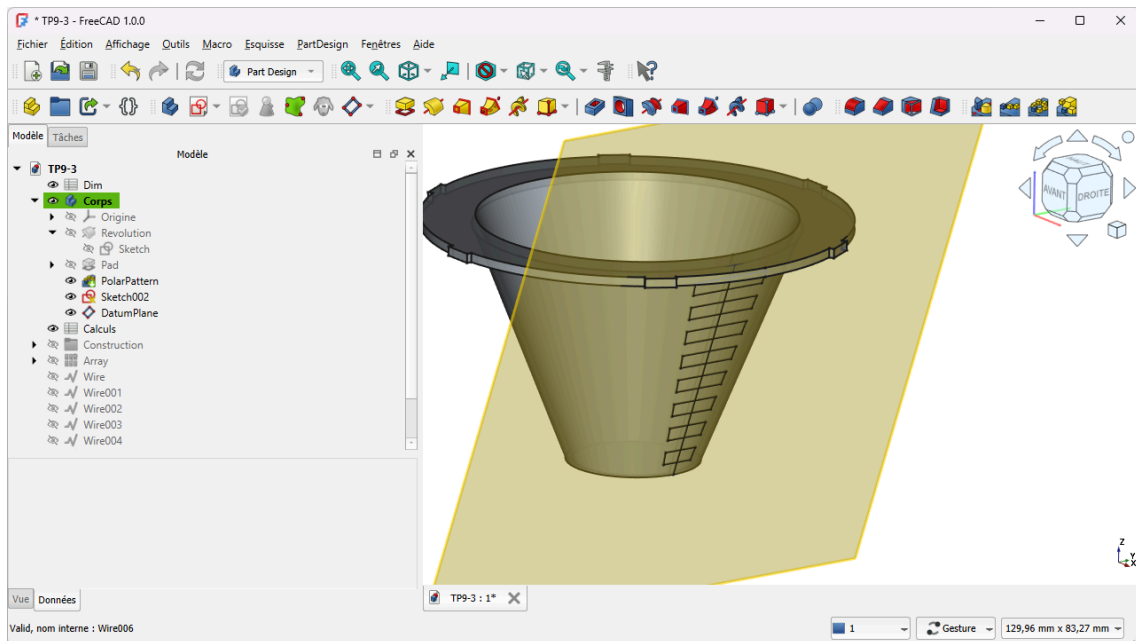 * TP9-3 - FreeCAD 1.0.0
Fichier Édition Affichage Outils Macro Esquisse PartDesign Fenêtres Aide
Part Design
Modèle Tâches
Modèle
TP9-3
Dim
Corps
Origine
Revolution
Sketch
Pad
PolarPattern
Sketch002
DatumPlane
Calculs
Construction
Array
Wire
Wire001
Wire002
Wire003
Wire004
AVANT DROITE
Z
Y
X
Vue Données
TP9-3 : 1*
Valid, nom interne : Wire006
1
Gesture
129,96 mm x 83,27 mm